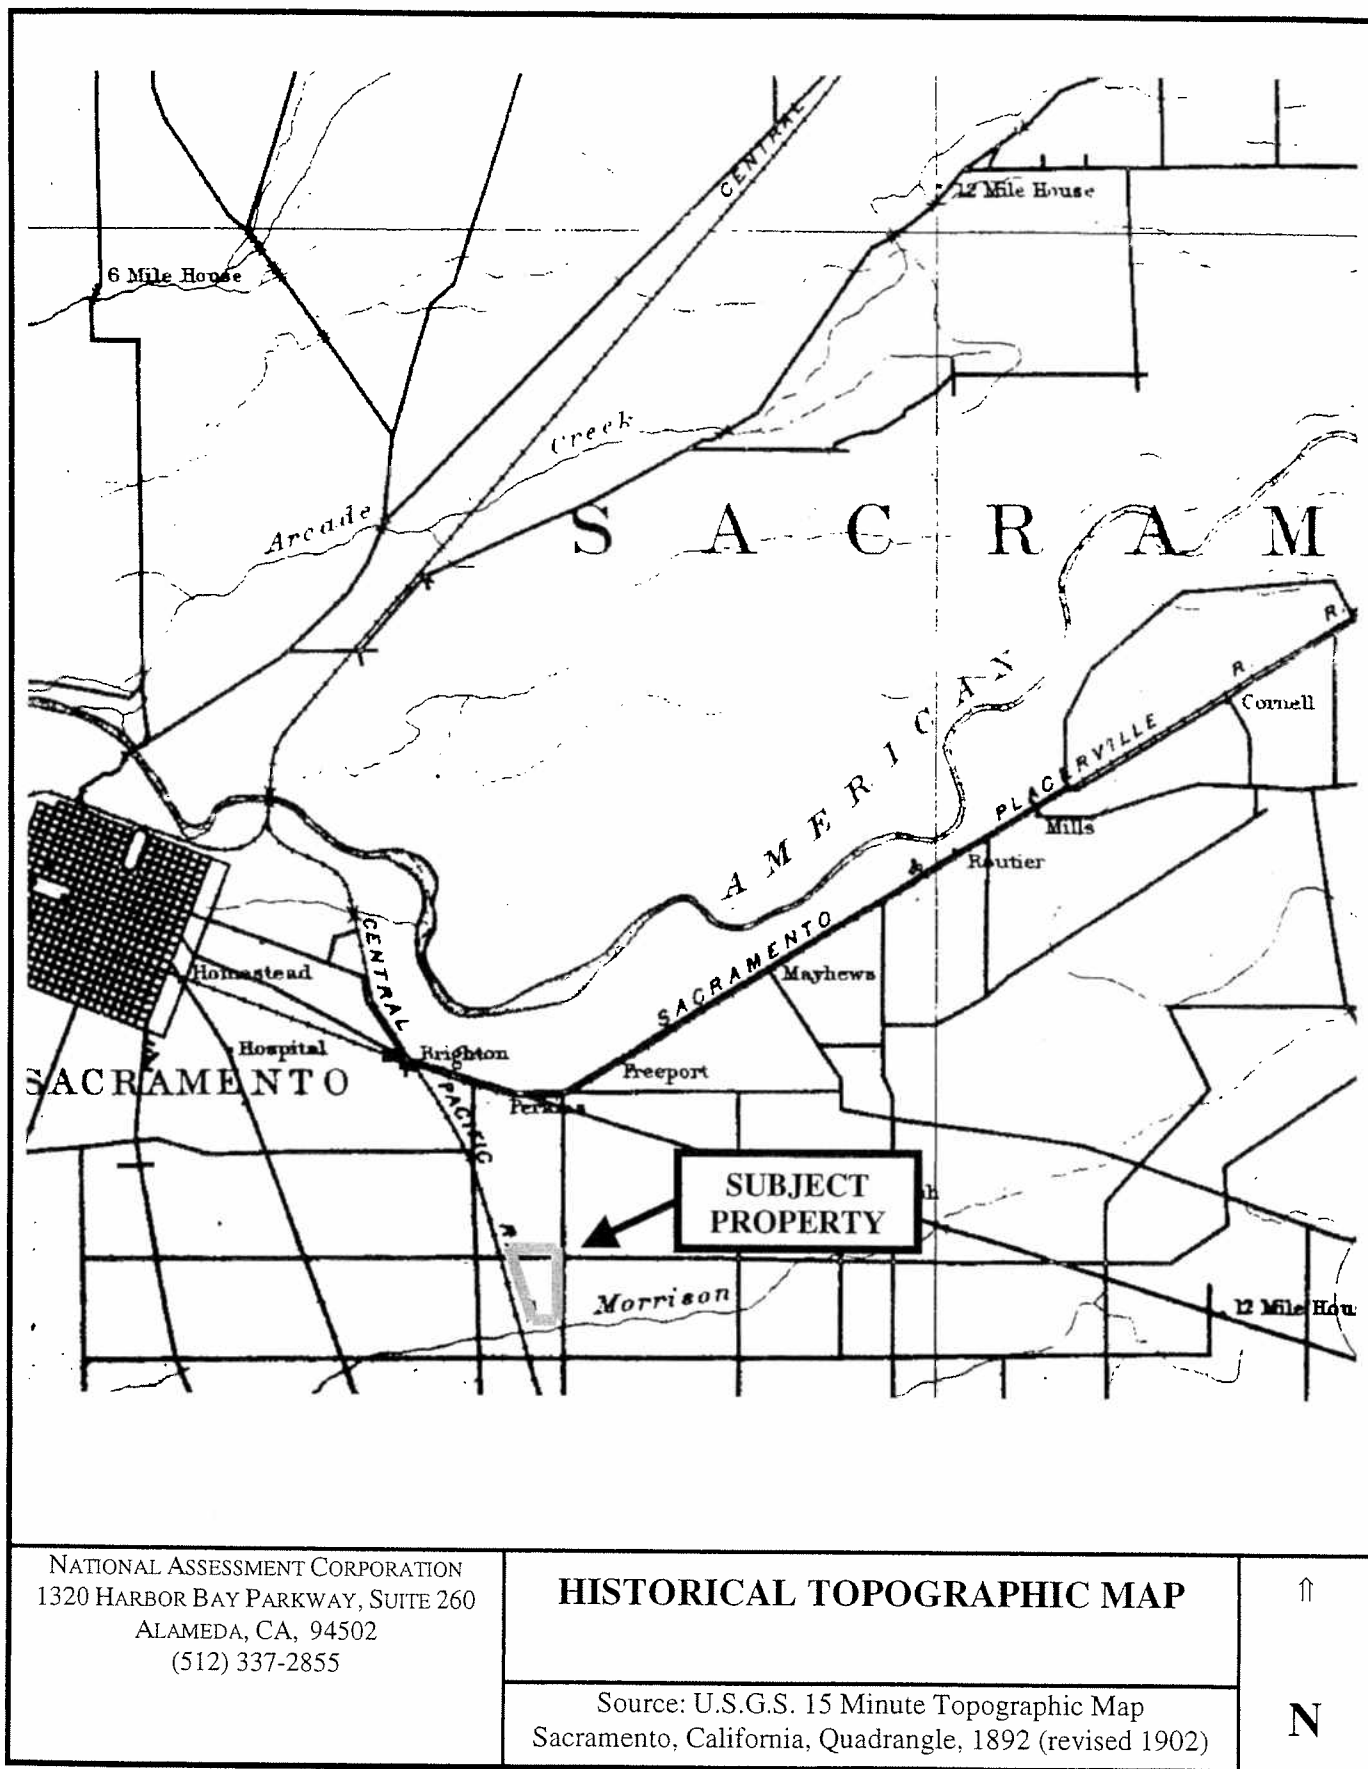 CENTRAL
12 Mile House
6 Mile House
Creek
Arcade
S A C R A M
AMERICAN
R.
R.
Cornell
PLACERVILLE
Mills
&
Routier
SACRAMENTO
Mayhews
CENTRAL
Homestead
Hospital
Brighton
Freeport
SACRAMENTO
PACIFIC
Perkins
SUBJECT
PROPERTY
R.
Morrison
12 Mile Hou
NATIONAL ASSESSMENT CORPORATION
1320 HARBOR BAY PARKWAY, SUITE 260
ALAMEDA, CA, 94502
(512) 337-2855
HISTORICAL TOPOGRAPHIC MAP
⇑
Source: U.S.G.S. 15 Minute Topographic Map
Sacramento, California, Quadrangle, 1892 (revised 1902)
N